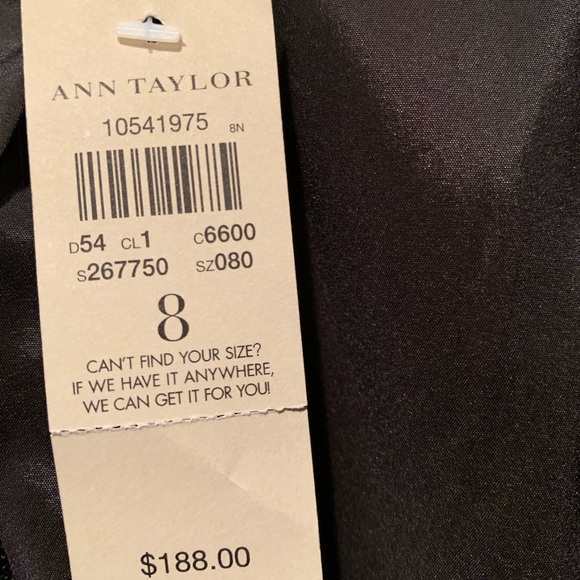 ANN TAYLOR
10541975 8N
D54 CL1 C6600
S267750 SZ080
8
CAN'T FIND YOUR SIZE?
IF WE HAVE IT ANYWHERE,
WE CAN GET IT FOR YOU!
$188.00